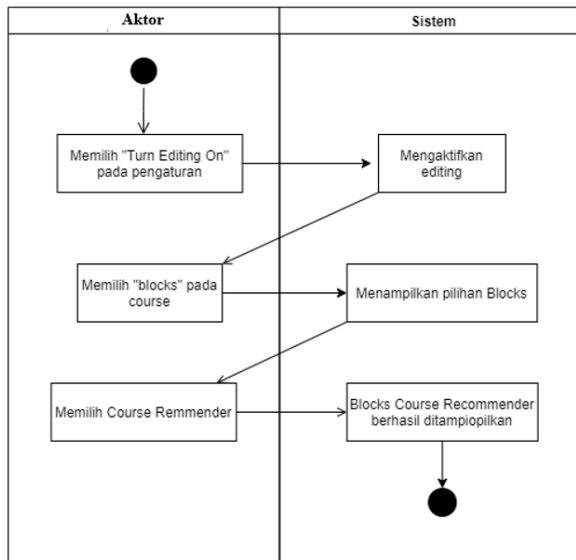 Aktor
Sistem
Memilih "Turn Editing On"
pada pengaturan
Mengaktifkan
editing
Memilih "blocks" pada
course
Menampilkan pilihan Blocks
Memilih Course Remmender
Blocks Course Recommender
berhasil ditampiopilkan